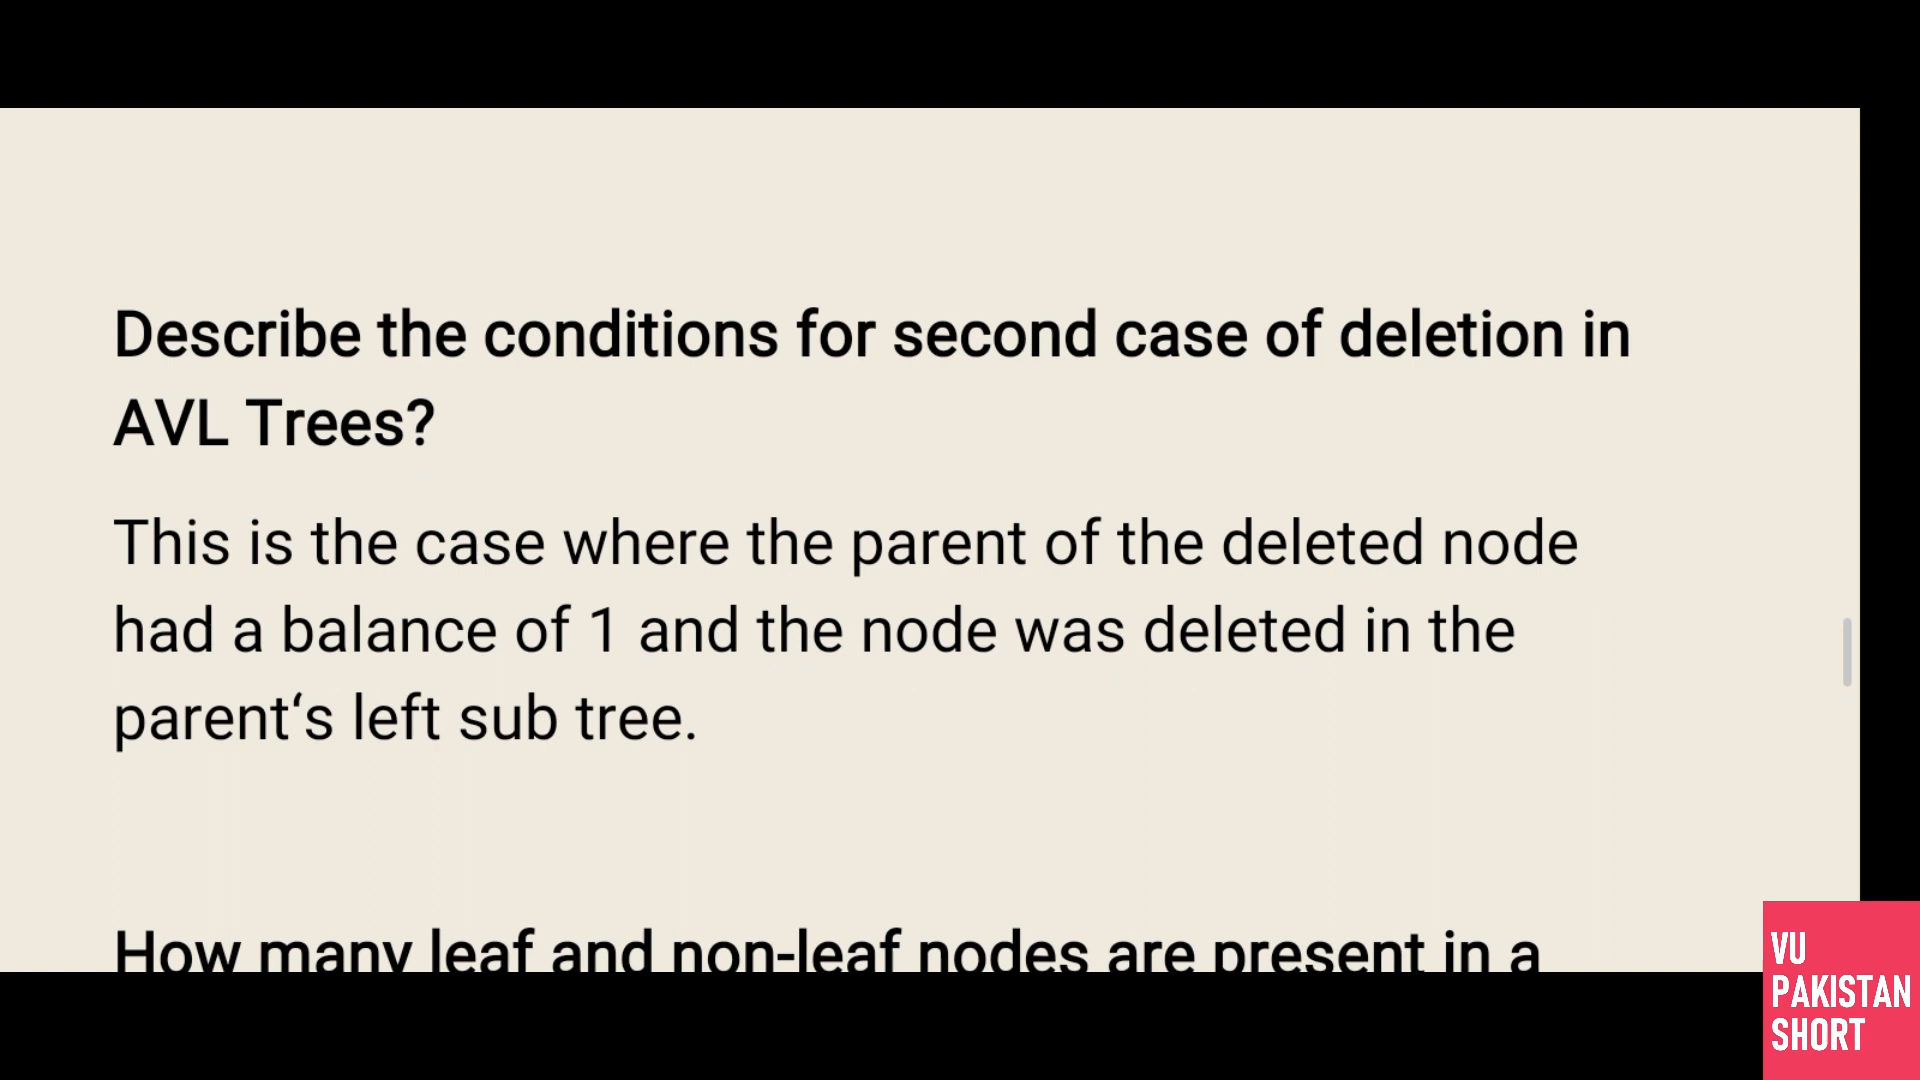 Describe the conditions for second case of deletion in
AVL Trees?
This is the case where the parent of the deleted node
had a balance of 1 and the node was deleted in the
parent‘s left sub tree.
How many leaf and non-leaf nodes are present in a
VU
PAKISTAN
SHORT